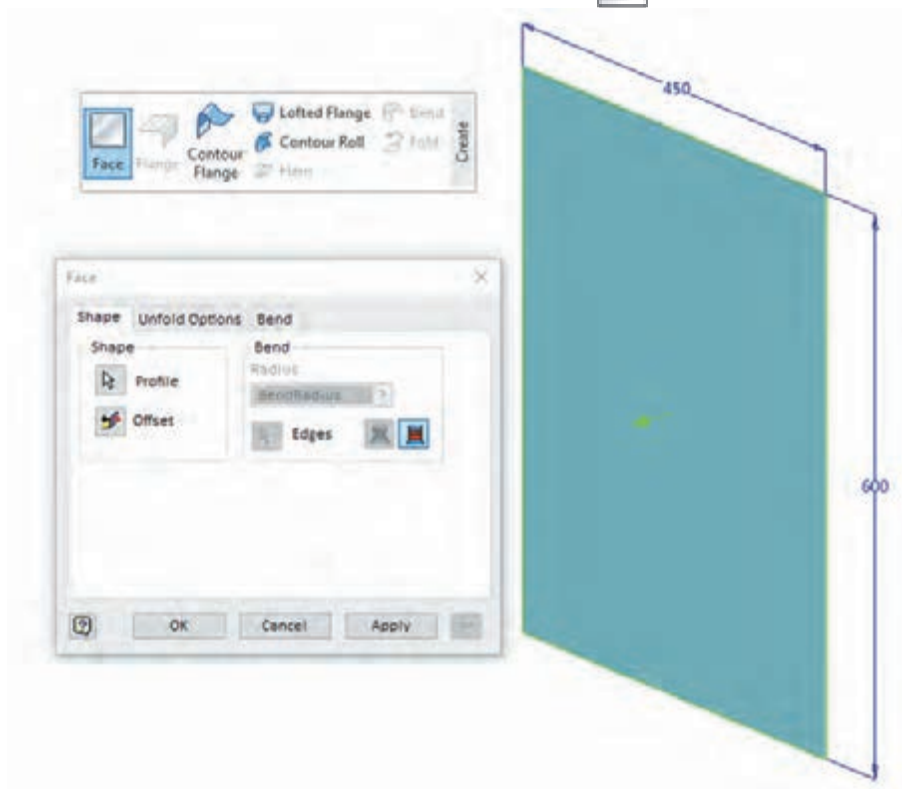 Face
Flange
Contour
Flange
Lofted Flange
Contour Roll
Hem
Bend
Fold
Create
Face
Shape
Unfold Options
Bend
Shape
Profile
Offset
Bend
Radius
BendRadius
>
Edges
?
OK
Cancel
Apply
>>
450
600